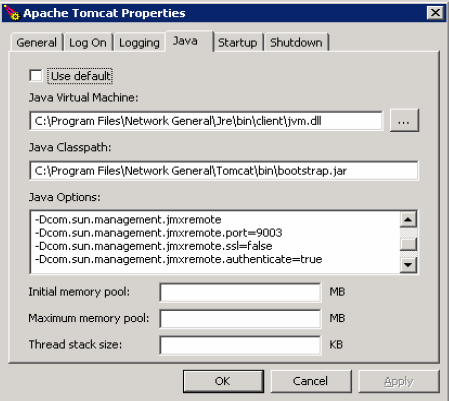 Apache Tomcat Properties
General Log On Logging Java Startup Shutdown
Use default
Java Virtual Machine:
C:\Program Files\Network General\Jre\bin\client\jvm.dll ...
Java Classpath:
C:\Program Files\Network General\Tomcat\bin\bootstrap.jar
Java Options:
-Dcom.sun.management.jmxremote
-Dcom.sun.management.jmxremote.port=9003
-Dcom.sun.management.jmxremote.ssl=false
-Dcom.sun.management.jmxremote.authenticate=true
Initial memory pool: MB
Maximum memory pool: MB
Thread stack size: KB
OK Cancel Apply